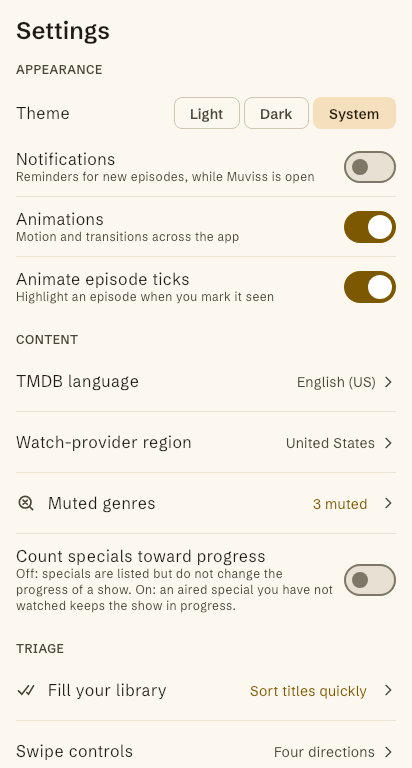 Settings
APPEARANCE
Theme
Light
Dark
System
Notifications
Reminders for new episodes, while Muviss is open
Animations
Motion and transitions across the app
Animate episode ticks
Highlight an episode when you mark it seen
CONTENT
TMDB language
English (US)
Watch-provider region
United States
Muted genres
3 muted
Count specials toward progress
Off: specials are listed but do not change the
progress of a show. On: an aired special you have not
watched keeps the show in progress.
TRIAGE
Fill your library
Sort titles quickly
Swipe controls
Four directions